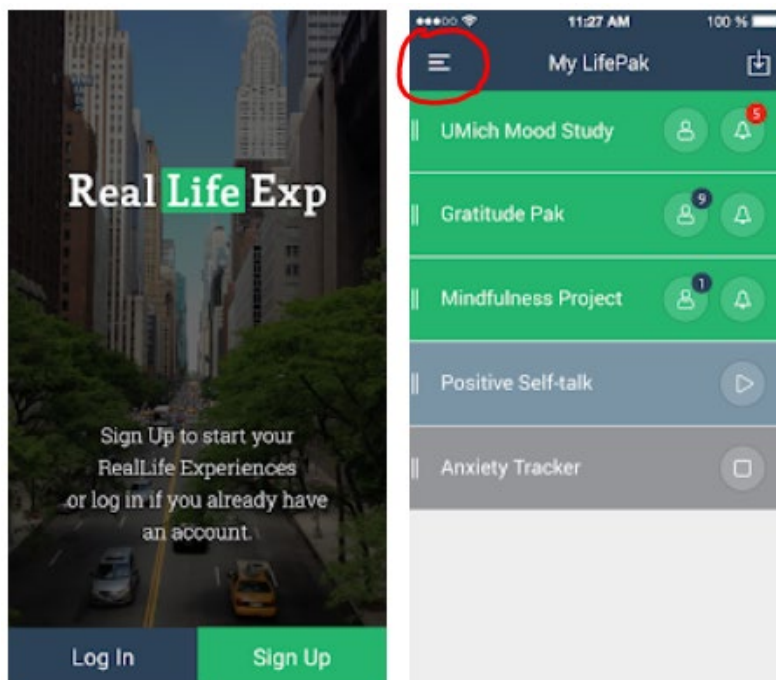 Real Life Exp
Sign Up to start your
RealLife Experiences
or log in if you already have
an account.
Log In
Sign Up
11:27 AM
100 %
My LifePak
UMich Mood Study
5
Gratitude Pak
9
Mindfulness Project
1
Positive Self-talk
Anxiety Tracker